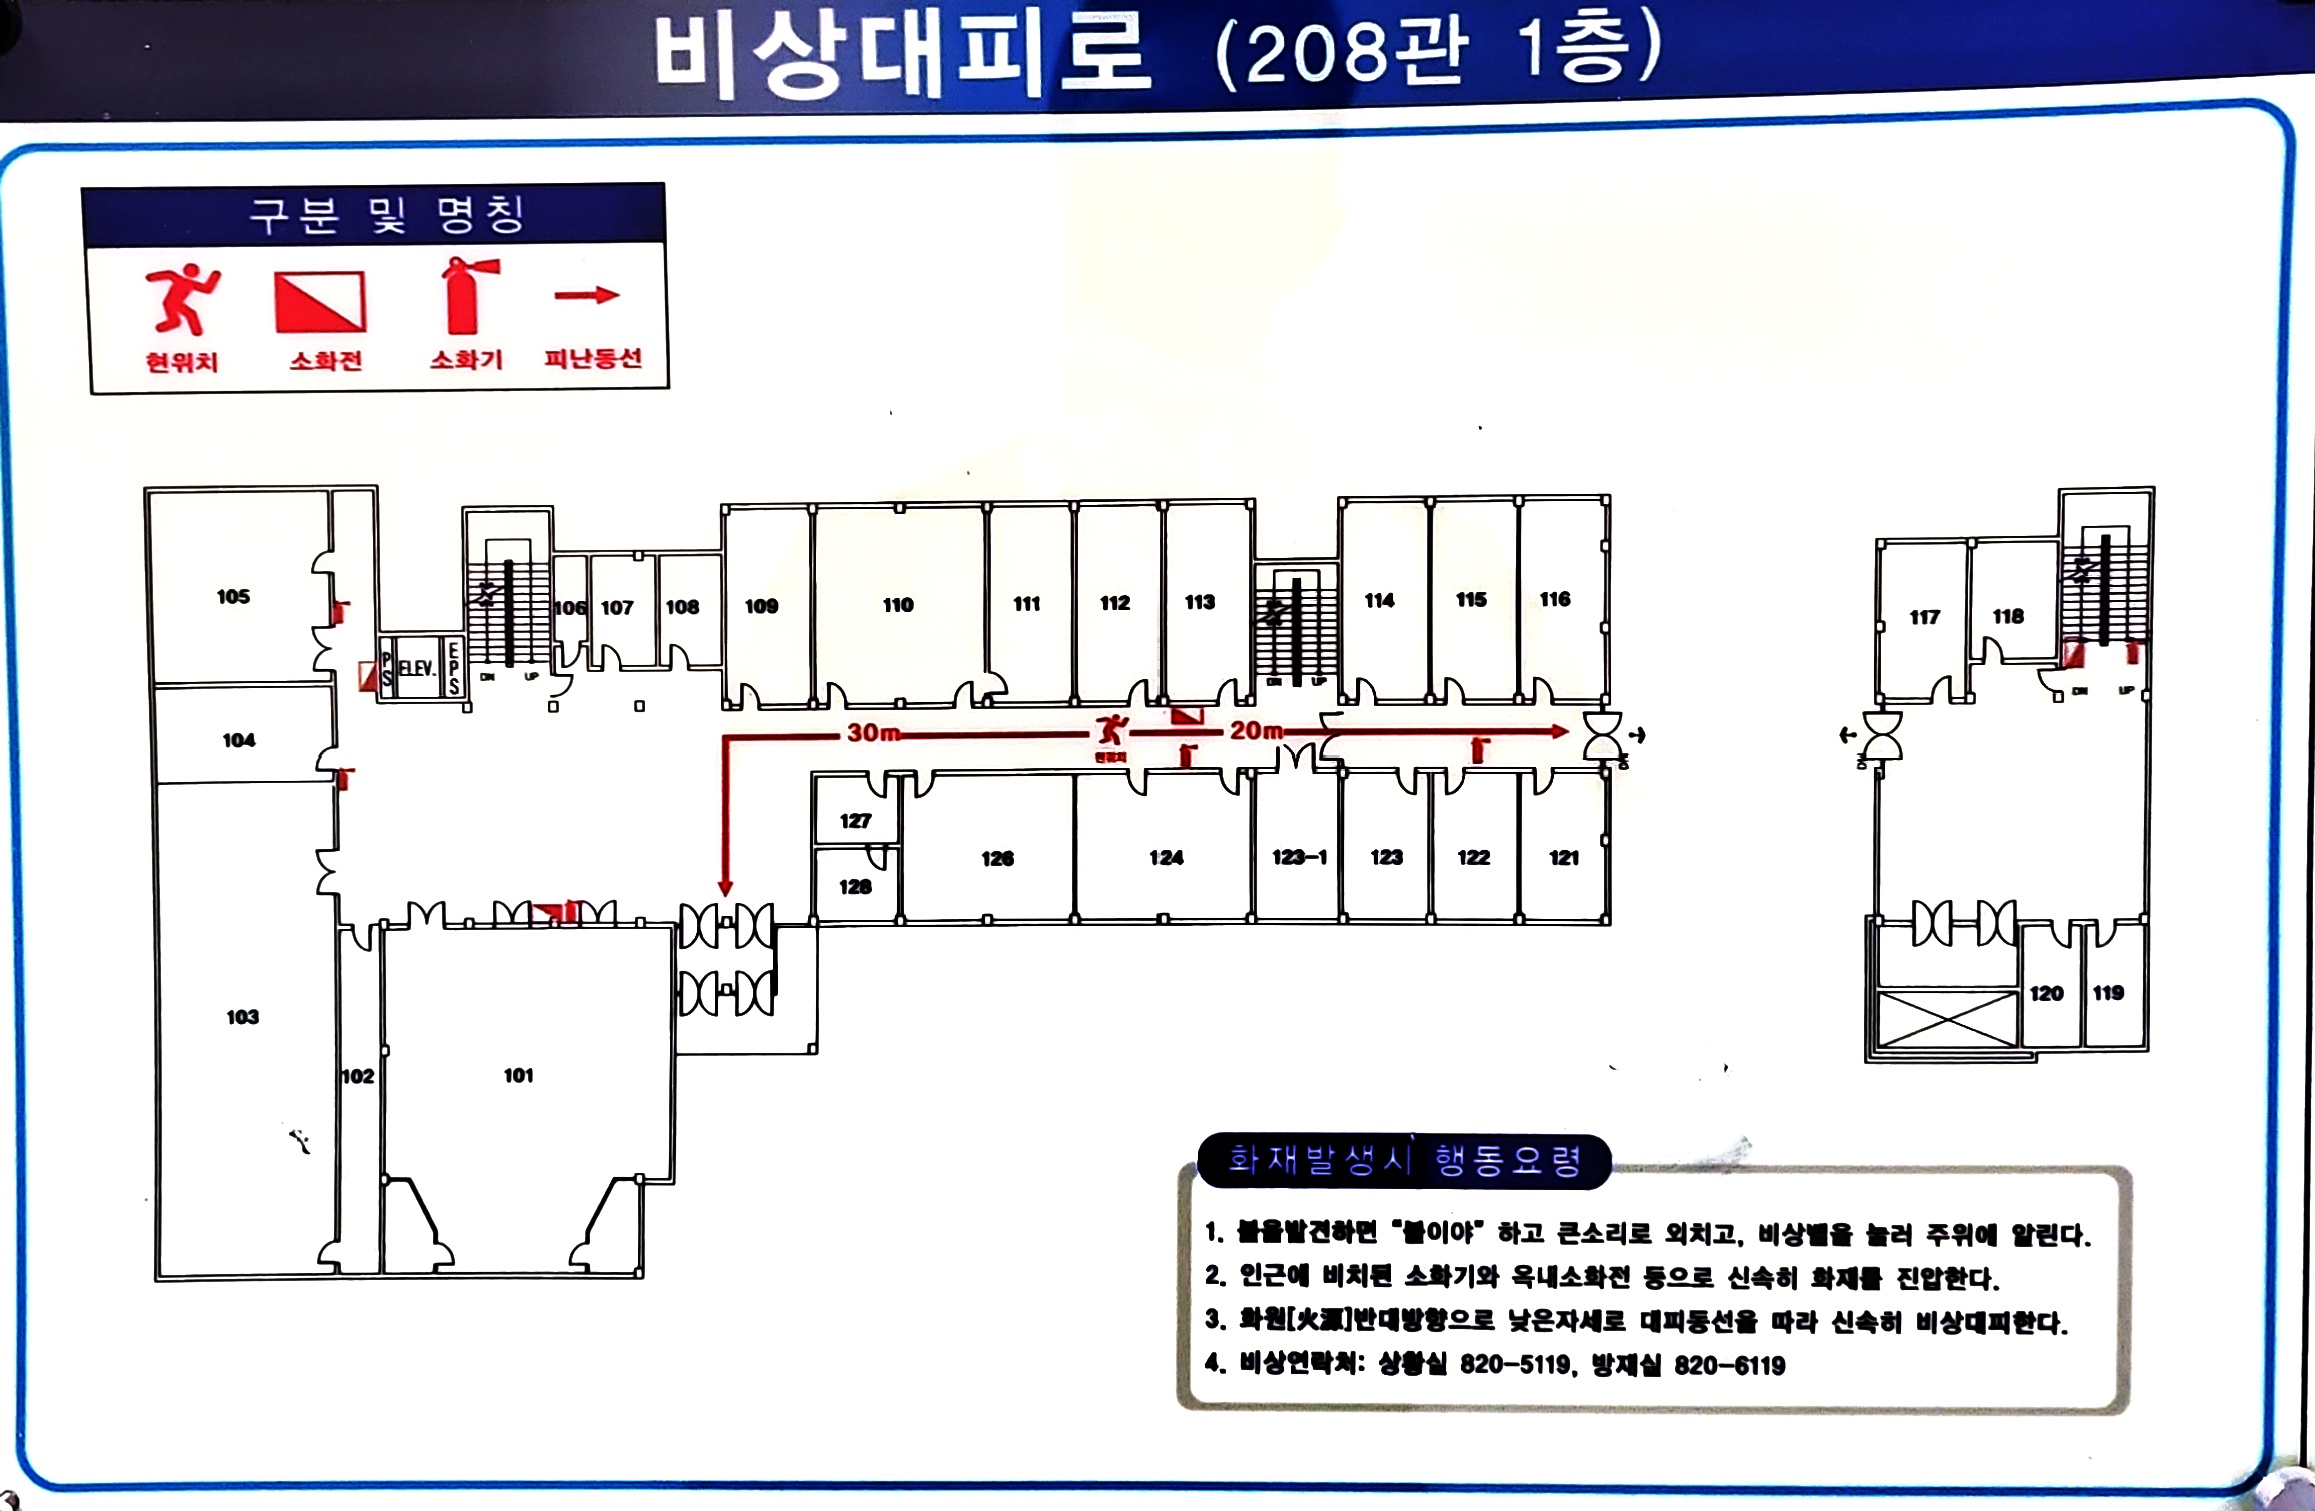 비상대피로 (208관 1층)
구분 및 명칭
현위치 소화전 소화기 피난동선
105
104
103
102
101
PS
ELEV.
EPS
DN UP
106 107 108 109 110 111 112 113
DN UP
114 115 116
30m
현위치
20m
DN
127
128
126 124 123-1 123 122 121
117 118
DN UP
DN
120 119
화재발생시 행동요령
1. 불을발견하면 "불이야" 하고 큰소리로 외치고, 비상벨을 눌러 주위에 알린다.
2. 인근에 비치된 소화기와 옥내소화전 등으로 신속히 화재를 진압한다.
3. 화원[火源]반대방향으로 낮은자세로 대피동선을 따라 신속히 비상대피한다.
4. 비상연락처: 상황실 820-5119, 방재실 820-6119